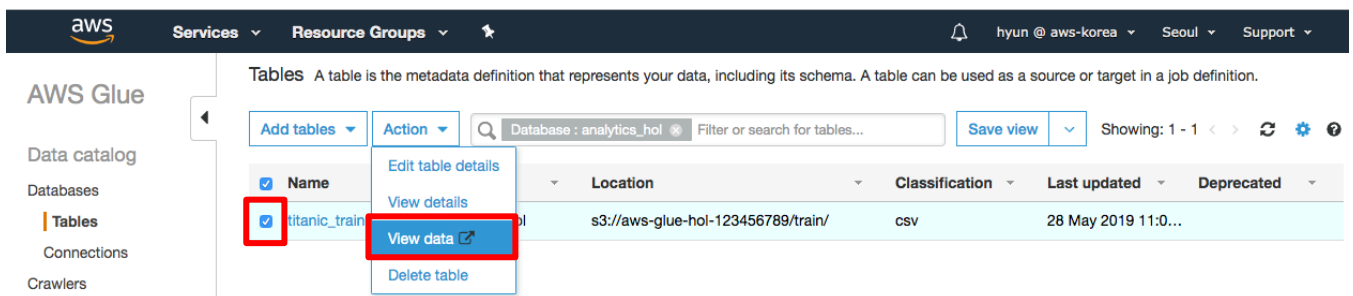 aws Services Resource Groups hyun @ aws-korea Seoul Support
AWS Glue
Tables A table is the metadata definition that represents your data, including its schema. A table can be used as a source or target in a job definition.
Add tables Action Database : analytics_hol Filter or search for tables... Save view Showing: 1 - 1
Data catalog
Databases
Tables
Connections
Crawlers
Edit table details
View details
View data
Delete table
Name Location Classification Last updated Deprecated
titanic_train ol s3://aws-glue-hol-123456789/train/ csv 28 May 2019 11:0...